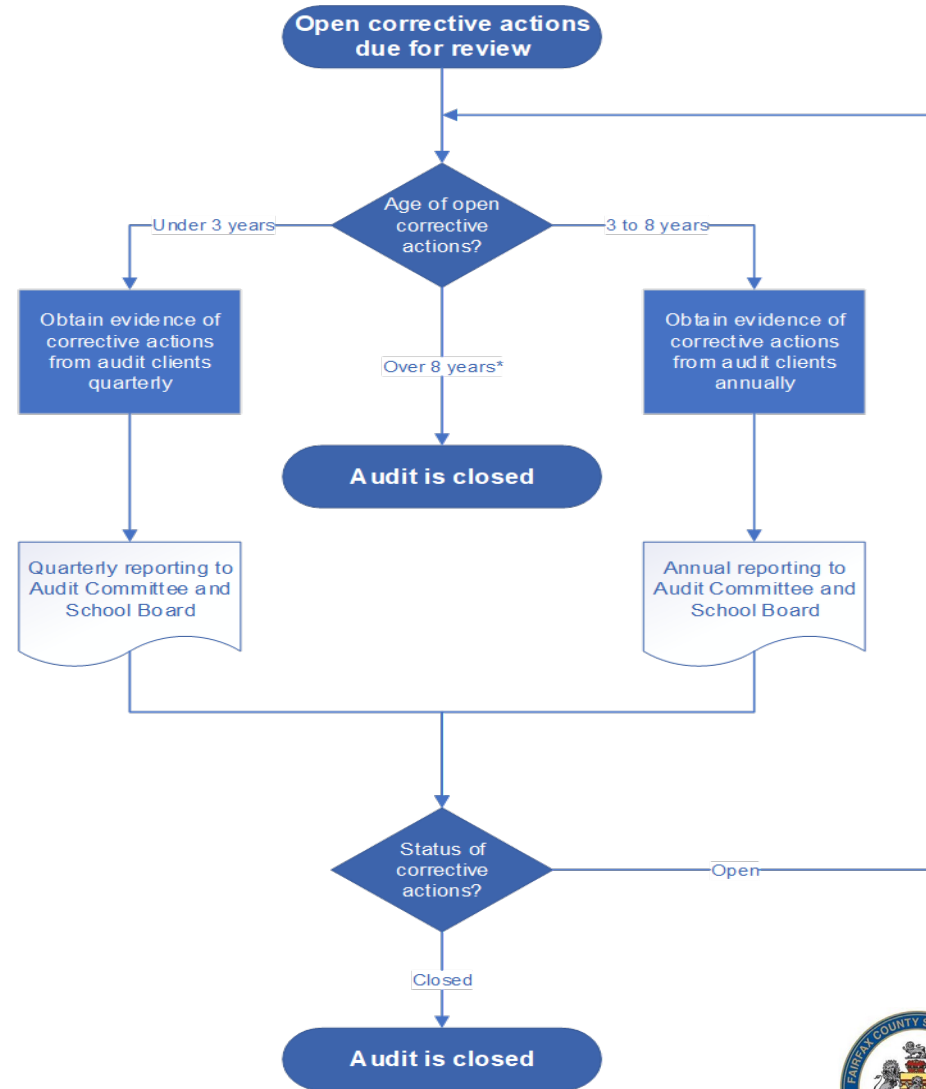 Open corrective actions
due for review
Age of open
corrective
actions?
Under 3 years
3 to 8 years
Obtain evidence of
corrective actions
from audit clients
quarterly
Over 8 years*
Obtain evidence of
corrective actions
from audit clients
annually
Audit is closed
Quarterly reporting to
Audit Committee and
School Board
Annual reporting to
Audit Committee and
School Board
Status of
corrective
actions?
Open
Closed
Audit is closed
FAIRFAX COUNTY S